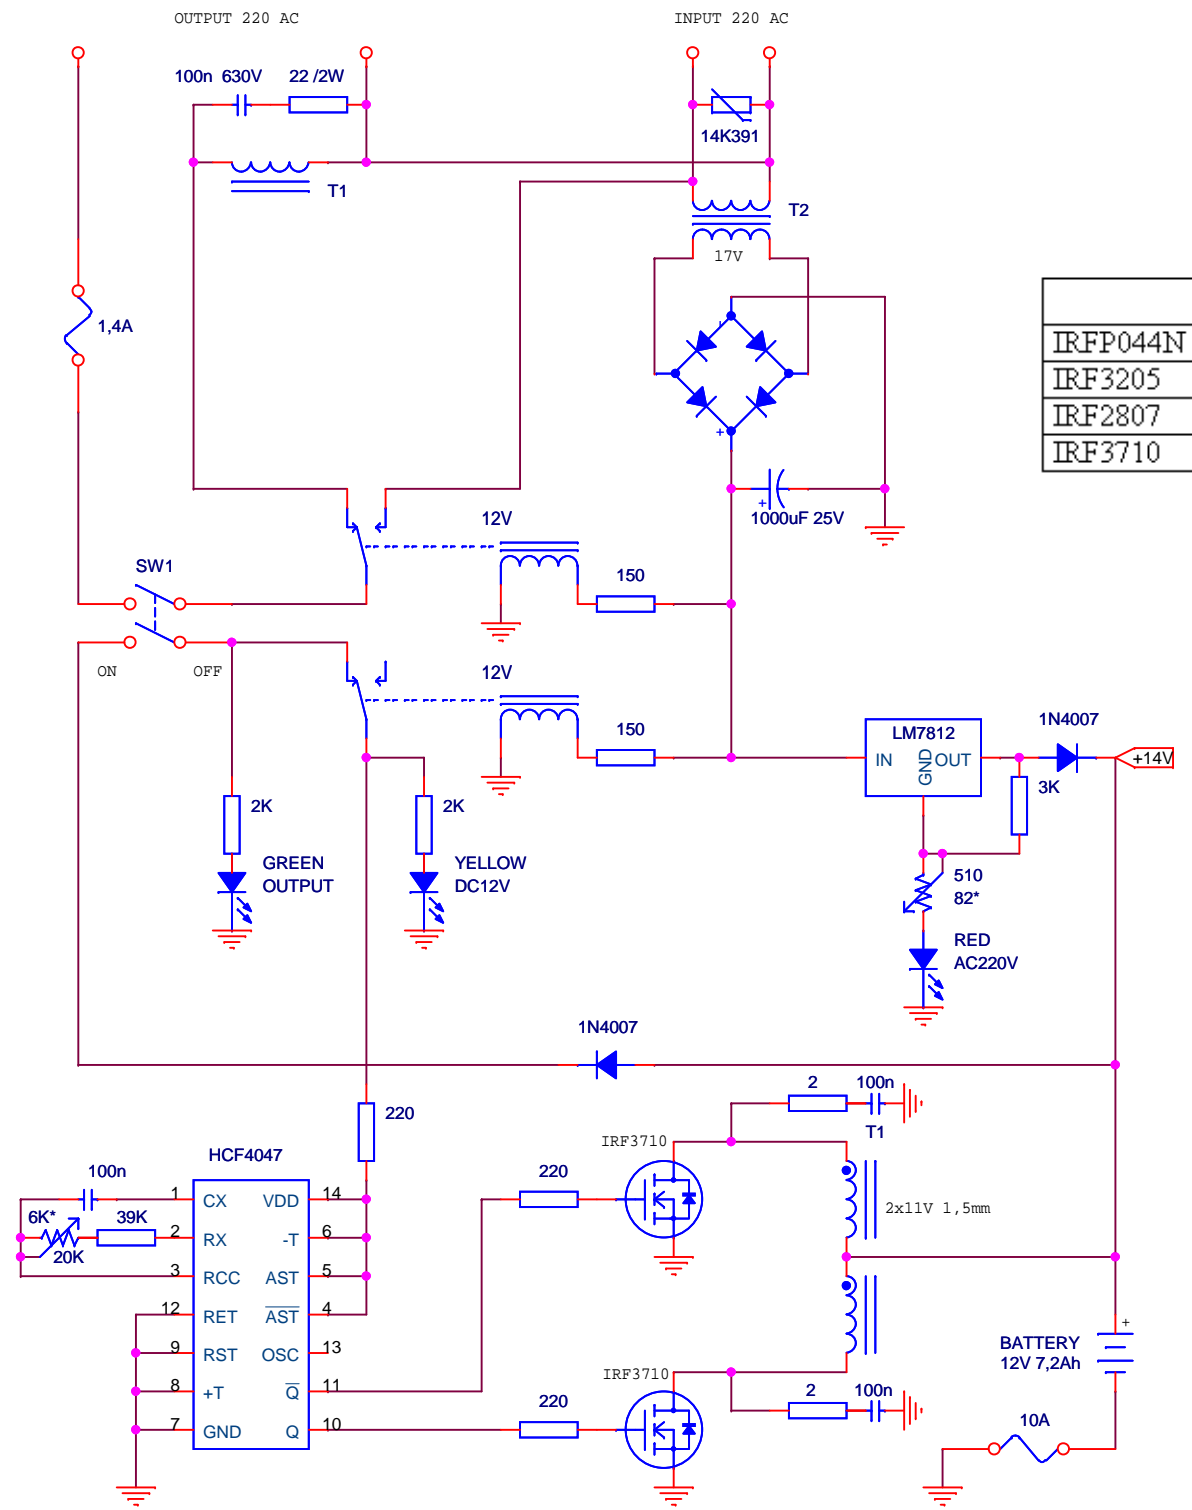 OUTPUT 220 AC
INPUT 220 AC
100n 630V
22 /2W
14K391
T1
T2
17V
1,4A
IRFP044N
IRF3205
IRF2807
IRF3710
+
1000uF 25V
+
12V
SW1
150
ON
OFF
12V
150
LM7812
IN
GND
OUT
1N4007
+14V
3K
2K
GREEN
OUTPUT
2K
YELLOW
DC12V
510
82*
RED
AC220V
1N4007
2
100n
T1
220
IRF3710
HCF4047
100n
220
2x11V 1,5mm
6K*
39K
20K
1
CX
VDD
14
2
RX
-T
6
3
RCC
AST
5
12
RET
AST
4
9
RST
OSC
13
8
+T
Q
11
7
GND
Q
10
IRF3710
220
2
100n
+
BATTERY
12V 7,2Ah
10A